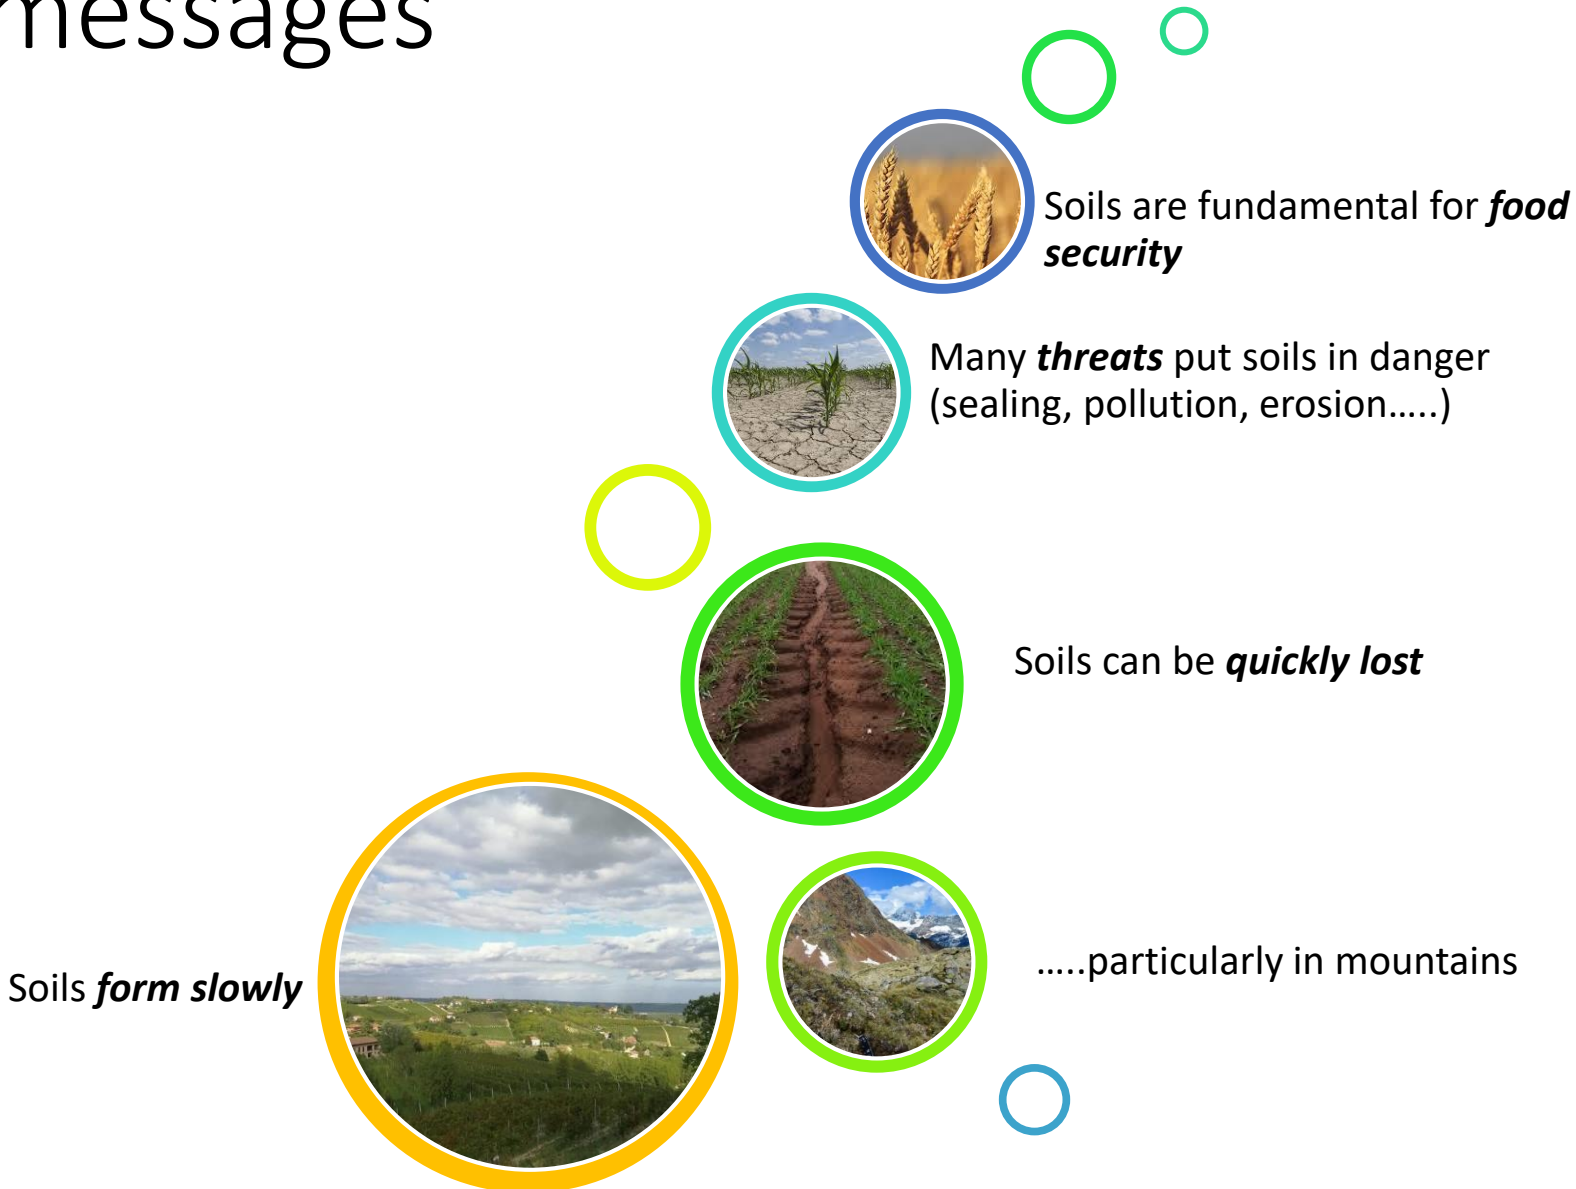 messages
Soils are fundamental for food
security
Many threats put soils in danger
(sealing, pollution, erosion…..)
Soils can be quickly lost
…..particularly in mountains
Soils form slowly